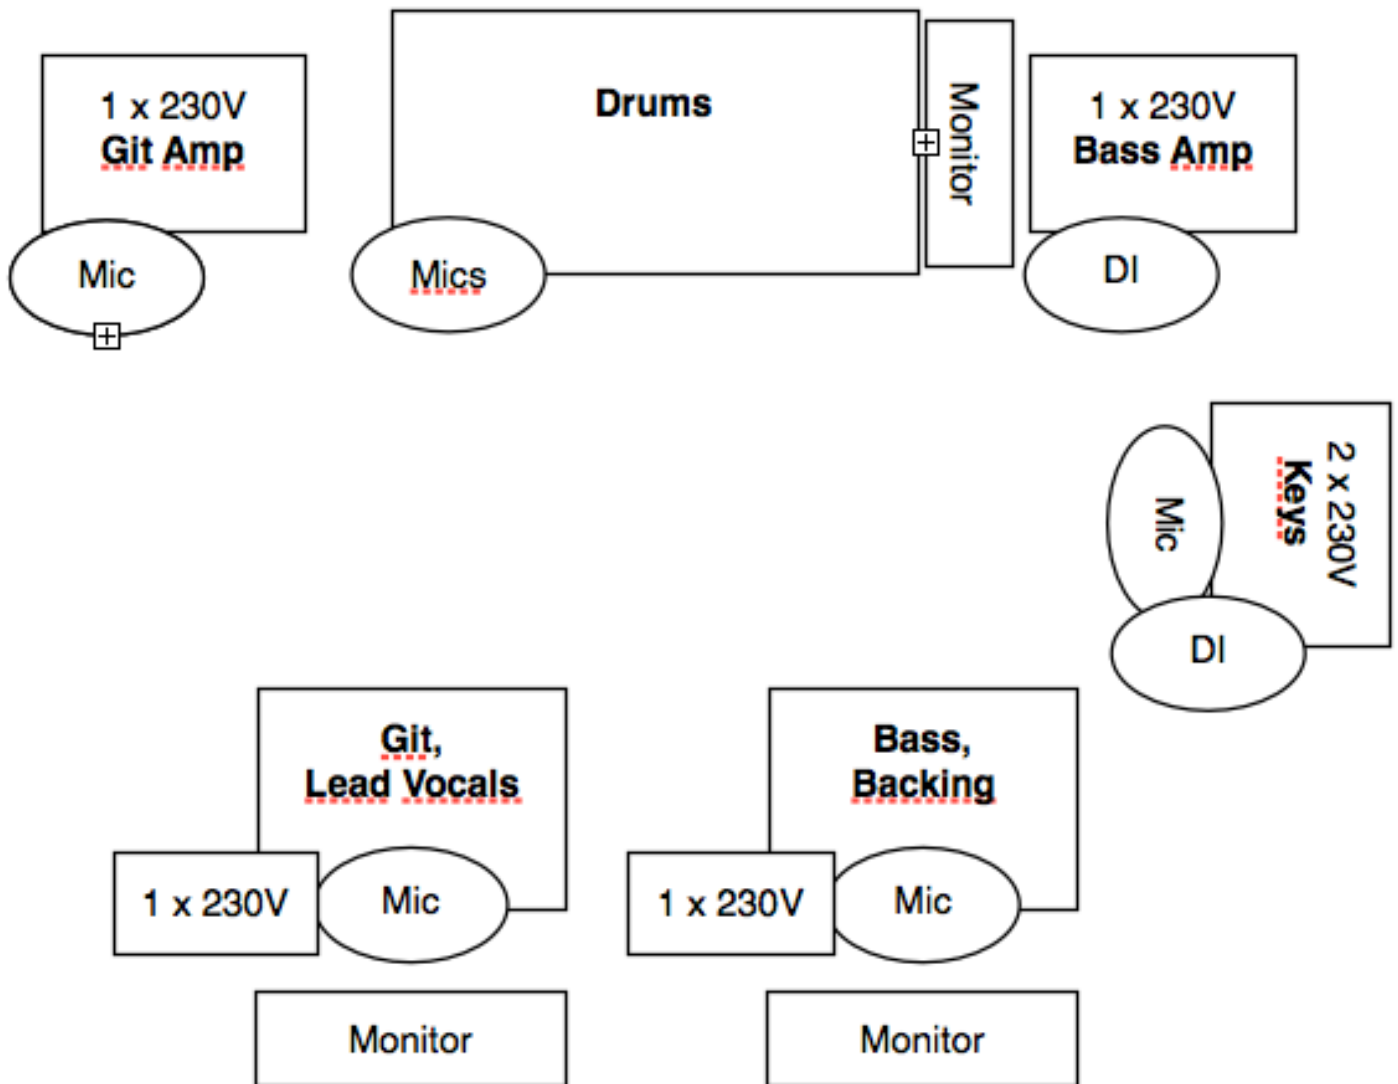 1 x 230V
Git Amp
Mic
Drums
Mics
Monitor
1 x 230V
Bass Amp
DI
2 x 230V
Keys
Mic
DI
Git,
Lead Vocals
1 x 230V
Mic
Monitor
Bass,
Backing
1 x 230V
Mic
Monitor